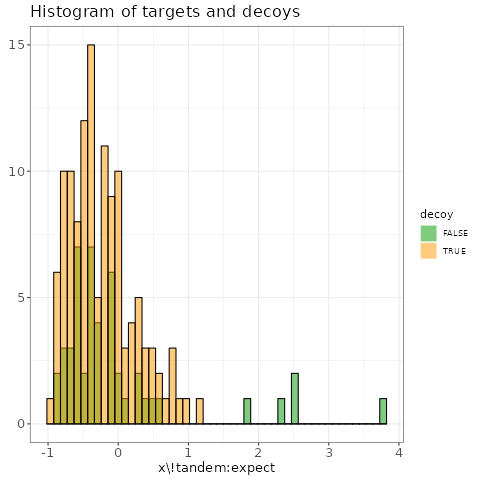 Histogram of targets and decoys
15
10
5
0
-1 0 1 2 3 4
x\!tandem:expect
decoy
FALSE
TRUE